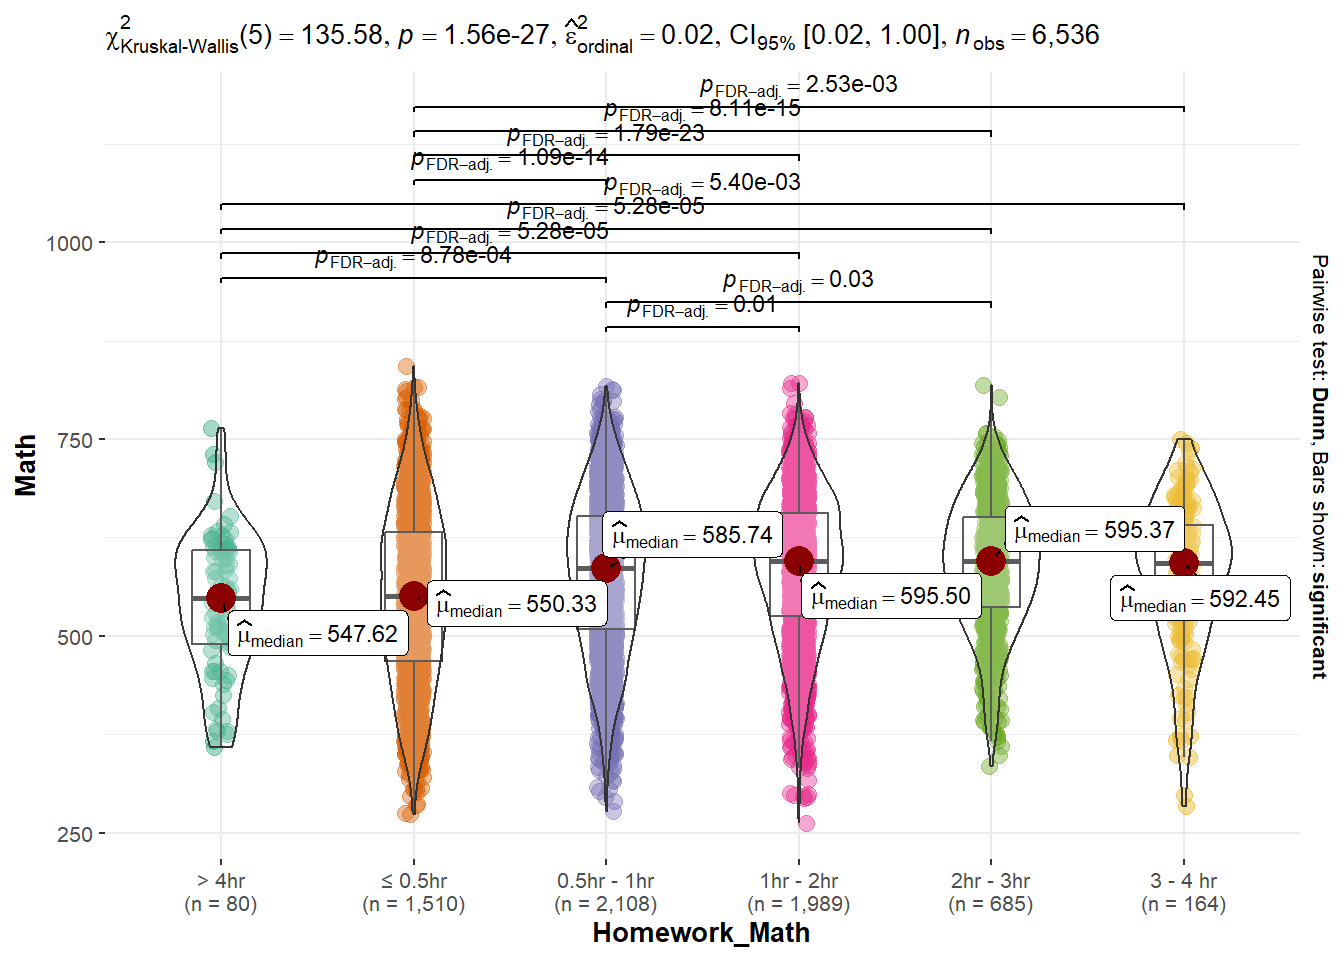 χ²Kruskal-Wallis(5) = 135.58, p = 1.56e-27, ε̂²ordinal = 0.02, CI95% [0.02, 1.00], nobs = 6,536
pFDR–adj. = 2.53e-03
pFDR–adj. = 8.11e-15
pFDR–adj. = 1.79e-23
pFDR–adj. = 1.09e-14
pFDR–adj. = 5.40e-03
pFDR–adj. = 5.28e-05
pFDR–adj. = 5.28e-05
pFDR–adj. = 8.78e-04
pFDR–adj. = 0.03
pFDR–adj. = 0.01
1000
750
500
250
Math
μ̂median = 547.62
μ̂median = 550.33
μ̂median = 585.74
μ̂median = 595.50
μ̂median = 595.37
μ̂median = 592.45
Pairwise test: Dunn, Bars shown: significant
> 4hr
(n = 80)
≤ 0.5hr
(n = 1,510)
0.5hr - 1hr
(n = 2,108)
1hr - 2hr
(n = 1,989)
2hr - 3hr
(n = 685)
3 - 4 hr
(n = 164)
Homework_Math